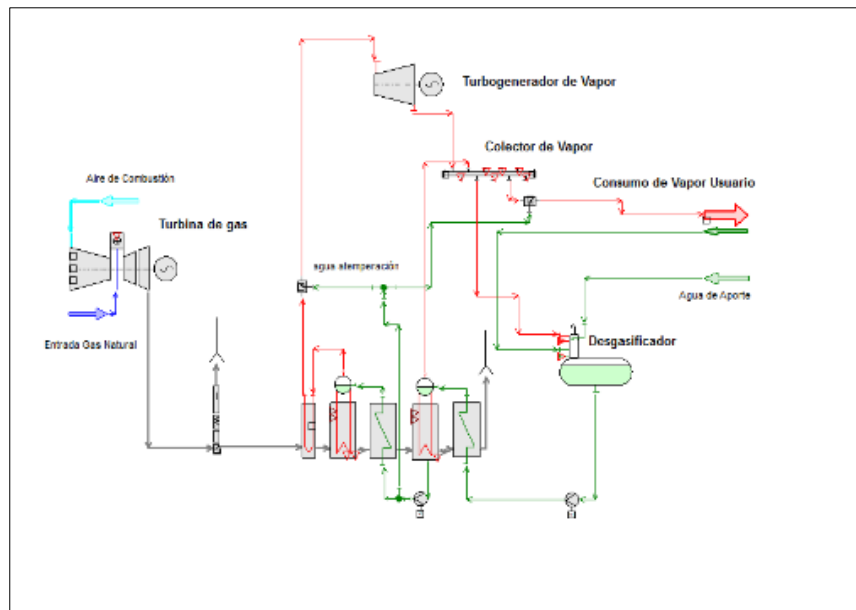 Turbogenerador de Vapor
Colector de Vapor
Aire de Combustión
Consumo de Vapor Usuario
Turbina de gas
agua atemperación
Agua de Aporte
Entrada Gas Natural
Desgasificador